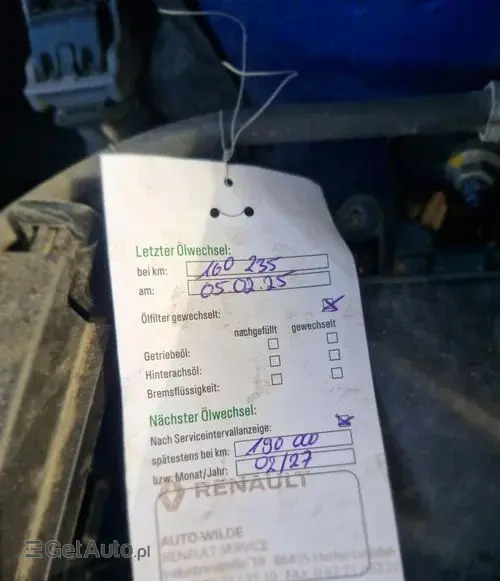 Letzter Ölwechsel:
bei km: 160 235
am: 05.02.25
Ölfilter gewechselt:
nachgefüllt gewechselt
Getriebeöl:
Hinterachsöl:
Bremsflüssigkeit:
Nächster Ölwechsel:
Nach Serviceintervallanzeige:
spätestens bei km: 190 000
bzw. Monat/Jahr: 02/27
RENAULT
AUTO-WILDE
RENAULT SERVICE
GetAuto.pl